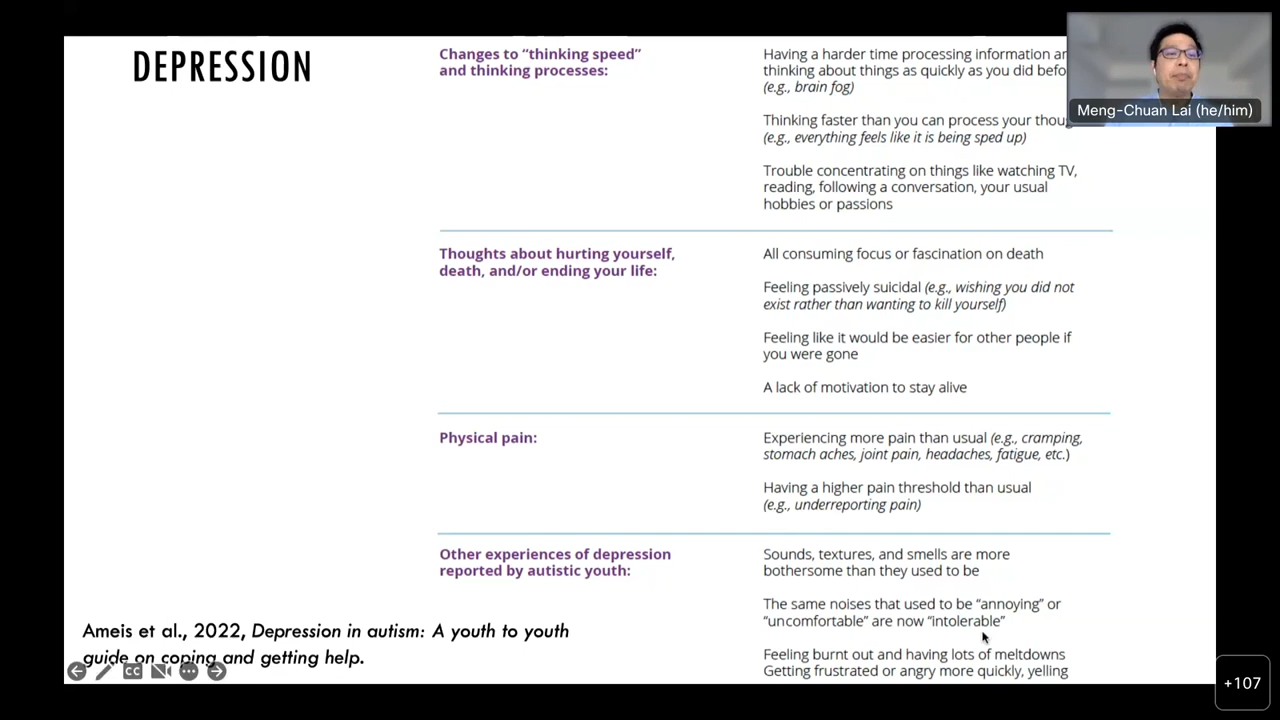 DEPRESSION
Changes to “thinking speed”
and thinking processes:
Having a harder time processing information
thinking about things as quickly as you did
(e.g., brain fog)
Thinking faster than you can process your
(e.g., everything feels like it is being sped up)
Trouble concentrating on things like watching TV,
reading, following a conversation, your usual
hobbies or passions
Thoughts about hurting yourself,
death, and/or ending your life:
All consuming focus or fascination on death
Feeling passively suicidal (e.g., wishing you did not
exist rather than wanting to kill yourself)
Feeling like it would be easier for other people if
you were gone
A lack of motivation to stay alive
Physical pain:
Experiencing more pain than usual (e.g., cramping,
stomach aches, joint pain, headaches, fatigue, etc.)
Having a higher pain threshold than usual
(e.g., underreporting pain)
Other experiences of depression
reported by autistic youth:
Sounds, textures, and smells are more
bothersome than they used to be
The same noises that used to be “annoying” or
“uncomfortable” are now “intolerable”
Feeling burnt out and having lots of meltdowns
Getting frustrated or angry more quickly, yelling
Ameis et al., 2022, Depression in autism: A youth to youth
guide on coping and getting help.
CC
Meng-Chuan Lai (he/him)
+107